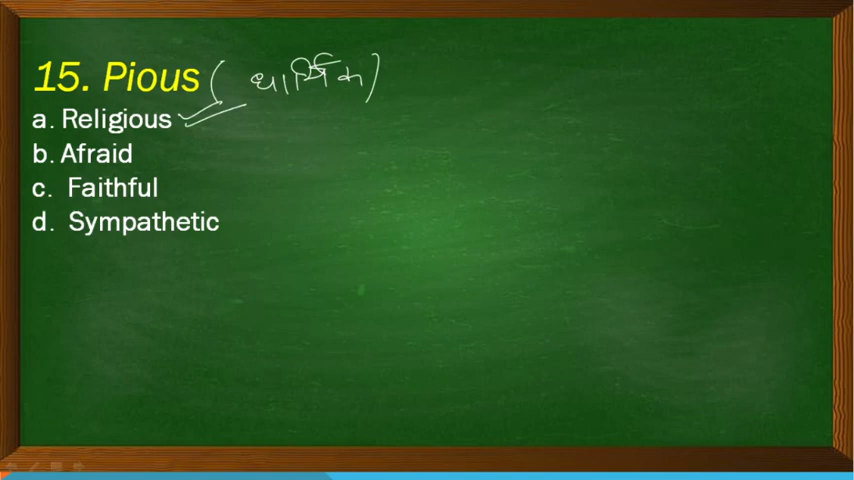 15. Pious (धार्मिक)
a. Religious
b. Afraid
c. Faithful
d. Sympathetic